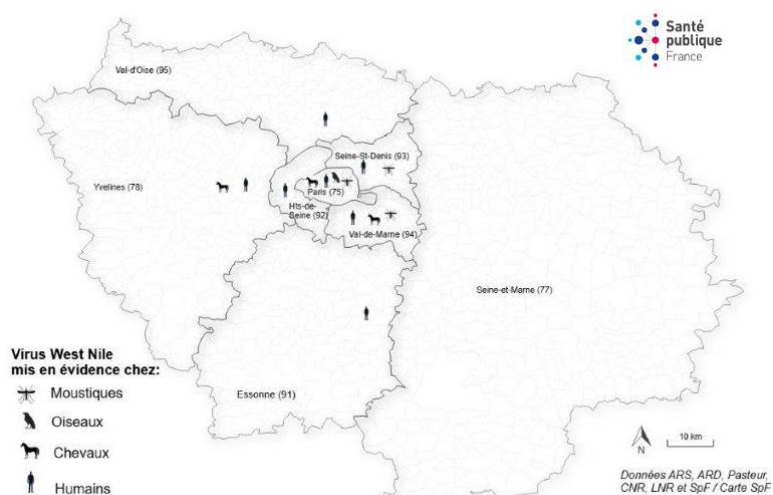 Santé
publique
France
Val-d'Oise (95)
Seine-St-Denis (93)
Yvelines (78)
Paris (75)
Hts-de-
Seine (92)
Val-de-Marne (94)
Seine-et-Marne (77)
Essonne (91)
Virus West Nile
mis en évidence chez:
Moustiques
Oiseaux
Chevaux
Humains
N
10 km
Données ARS, ARD, Pasteur,
CNR, LNR et SpF / Carte SpF